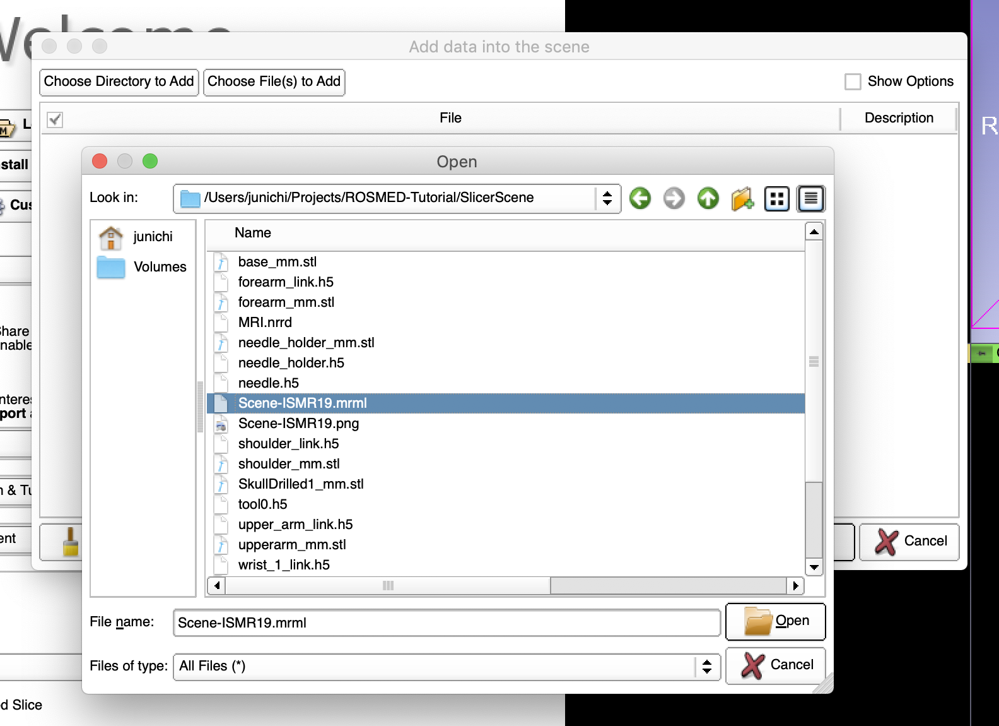 Welcome
Add data into the scene
Choose Directory to Add
Choose File(s) to Add
Show Options
File
Description
R
M
stall
Cus
Open
Look in:
/Users/junichi/Projects/ROSMED-Tutorial/SlicerScene
junichi
Volumes
Name
base_mm.stl
forearm_link.h5
forearm_mm.stl
MRI.nrrd
needle_holder_mm.stl
needle_holder.h5
needle.h5
Scene-ISMR19.mrml
Scene-ISMR19.png
shoulder_link.h5
shoulder_mm.stl
SkullDrilled1_mm.stl
tool0.h5
upper_arm_link.h5
upperarm_mm.stl
wrist_1_link.h5
Share
nable
nteres
port a
n & Tu
ent
Cancel
File name:
Scene-ISMR19.mrml
Open
Files of type:
All Files (*)
Cancel
d Slice